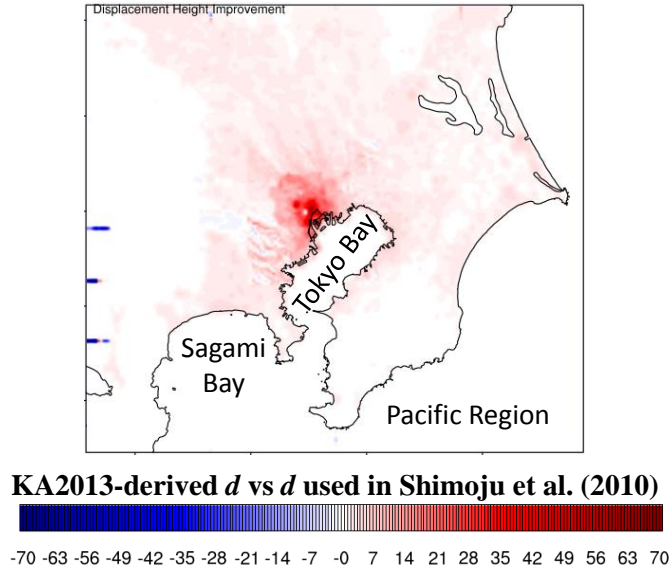 Displacement Height Improvement
Tokyo Bay
Sagami
Bay
Pacific Region
KA2013-derived d vs d used in Shimoju et al. (2010)
-70 -63 -56 -49 -42 -35 -28 -21 -14 -7 -0 7 14 21 28 35 42 49 56 63 70